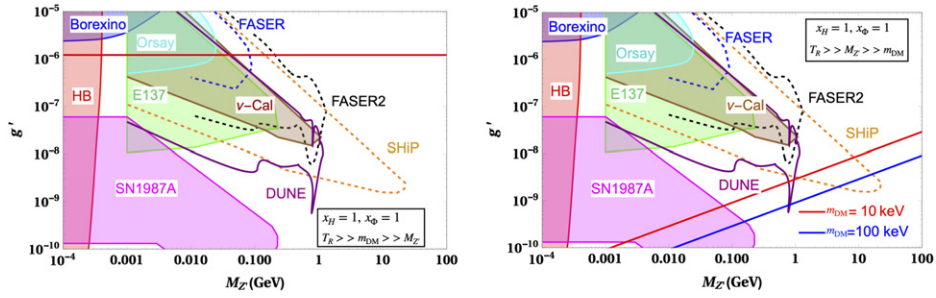 10⁻⁵
Borexino
FASER
Orsay
10⁻⁶
HB
E137
ν-Cal
10⁻⁷
FASER2
g′
10⁻⁸
SHiP
SN1987A
DUNE
10⁻⁹
x_H = 1, x_Φ = 1
T_R >> m_DM >> M_Z′
10⁻¹⁰
10⁻⁴ 0.001 0.010 0.100 1 10 100
M_Z′(GeV)
10⁻⁵
Borexino
x_H = 1, x_Φ = 1
FASER
T_R >> M_Z′ >> m_DM
Orsay
10⁻⁶
HB
E137
ν-Cal
FASER2
10⁻⁷
g′
SHiP
10⁻⁸
SN1987A
DUNE
10⁻⁹
m_DM= 10 keV
m_DM=100 keV
10⁻¹⁰
10⁻⁴ 0.001 0.010 0.100 1 10 100
M_Z′(GeV)